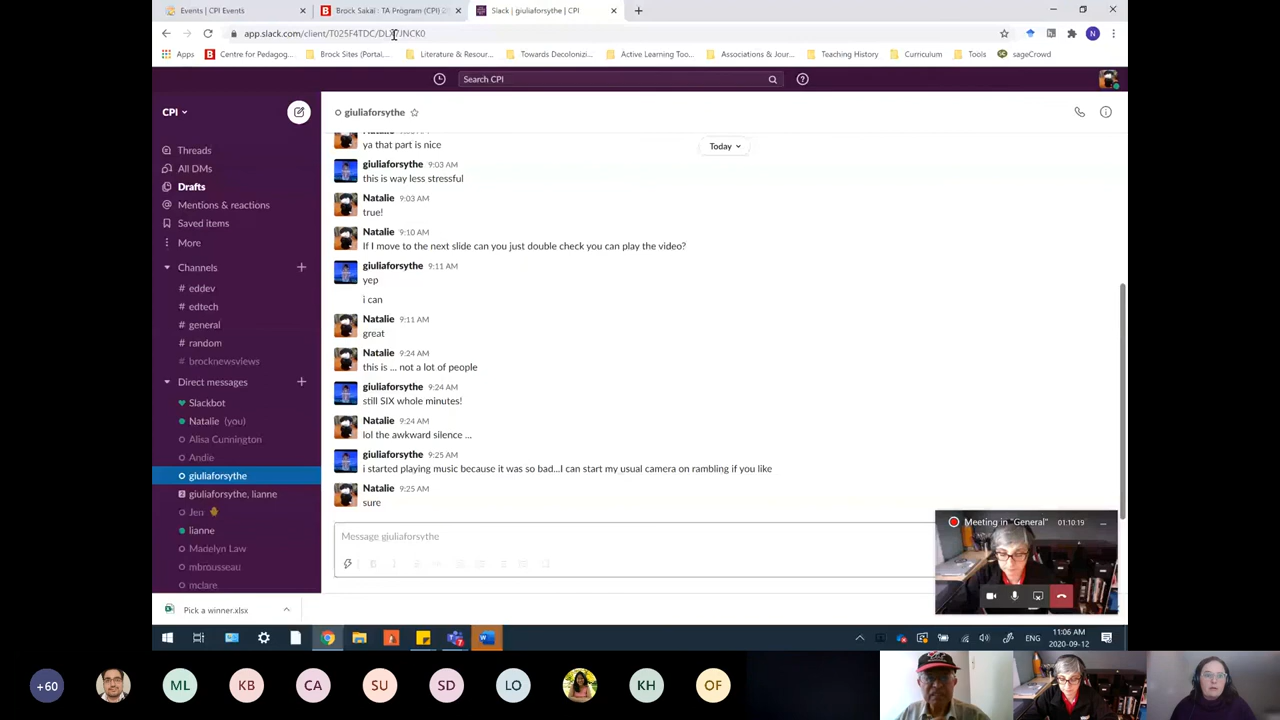 Events | CPI Events
Brock Sakai : TA Program (CPI)
Slack | giuliaforsythe | CPI
Apps
Centre for Pedagog...
Brock Sites (Portal,...
Literature & Resour...
Towards Decolonizi...
Active Learning Too...
Associations & Jour...
Teaching History
Curriculum
Tools
sageCrowd
Search CPI
CPI
giuliaforsythe
Threads
All DMs
Drafts
Mentions & reactions
Saved items
More
Channels
# eddev
# edtech
# general
# random
# brocknewsviews
Direct messages
Slackbot
Natalie (you)
Alisa Cunnington
Andie
giuliaforsythe
2 giuliaforsythe, lianne
Jen
lianne
Madelyn Law
mbrousseau
mclare
Today
ya that part is nice
giuliaforsythe 9:03 AM
this is way less stressful
Natalie 9:03 AM
true!
Natalie 9:10 AM
If I move to the next slide can you just double check you can play the video?
giuliaforsythe 9:11 AM
yep
i can
Natalie 9:11 AM
great
Natalie 9:24 AM
this is ... not a lot of people
giuliaforsythe 9:24 AM
still SIX whole minutes!
Natalie 9:24 AM
lol the awkward silence ...
giuliaforsythe 9:25 AM
i started playing music because it was so bad...I can start my usual camera on rambling if you like
Natalie 9:25 AM
sure
Message giuliaforsythe
Meeting in "General" 01:10:19
Pick a winner.xlsx
ENG
11:06 AM
2020-09-12
+60
ML
KB
CA
SU
SD
LO
KH
OF